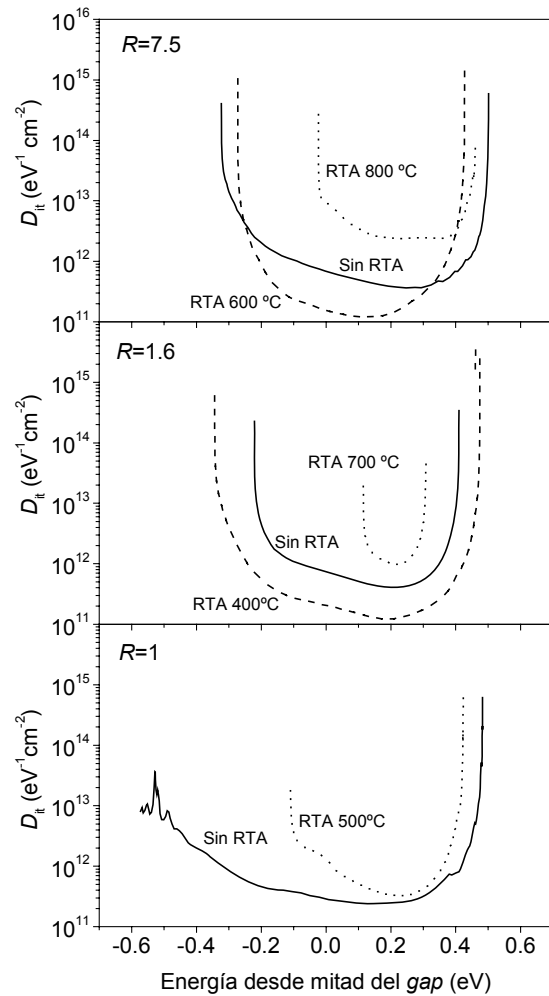 10^16
R=7.5
10^15
10^14
RTA 800 ºC
10^13
Sin RTA
10^12
RTA 600 ºC
10^11
D_it (eV^-1 cm^-2)
R=1.6
10^15
10^14
RTA 700 ºC
10^13
Sin RTA
10^12
RTA 400ºC
10^11
D_it (eV^-1cm^-2)
R=1
10^15
10^14
10^13
Sin RTA
RTA 500ºC
10^12
10^11
D_it (eV^-1cm^-2)
-0.6 -0.4 -0.2 0.0 0.2 0.4 0.6
Energía desde mitad del gap (eV)